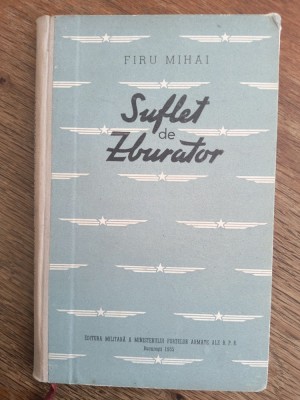 FIRU MIHAI
Suflet
de
Zburator
EDITURA MILITARĂ A MINISTERULUI FORȚELOR ARMATE ALE R.P.R.
București